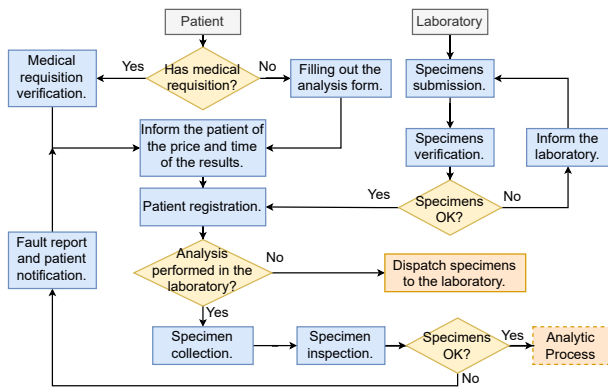 Patient
Laboratory
Medical
requisition
verification.
Yes
Has medical
requisition?
No
Filling out the
analysis form.
Specimens
submission.
Inform the patient of
the price and time
of the results.
Specimens
verification.
Inform the
laboratory.
Patient registration.
Yes
Specimens
OK?
No
Fault report
and patient
notification.
Analysis
performed in the
laboratory?
No
Dispatch specimens
to the laboratory.
Yes
Specimen
collection.
Specimen
inspection.
Specimens
OK?
Yes
Analytic
Process
No